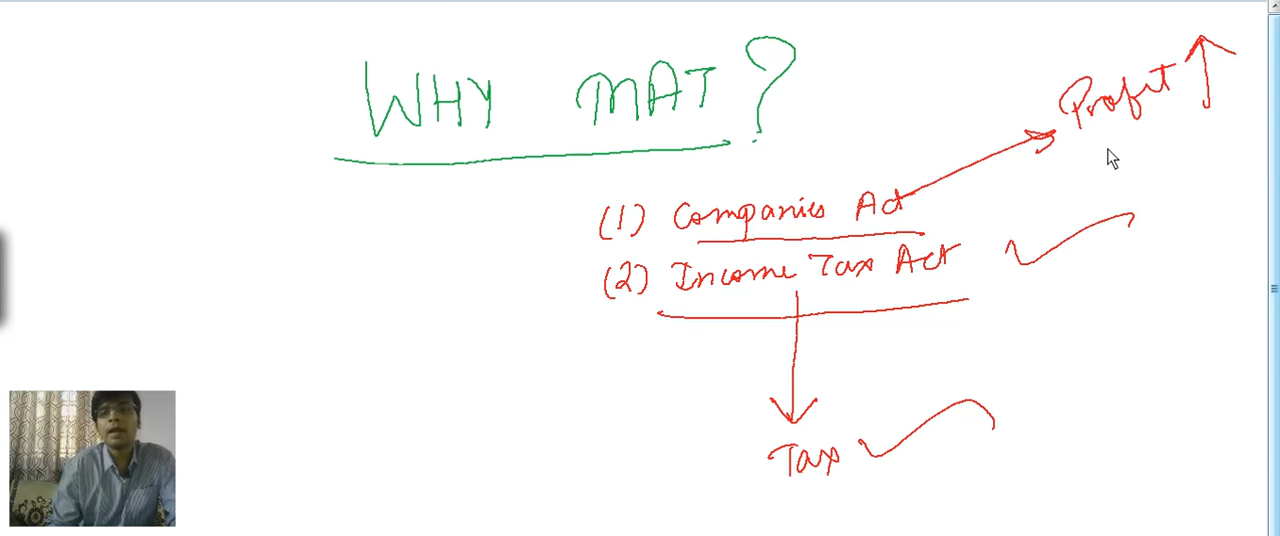 WHY MAT?
Profit ↑
(1) Companies Act
(2) Income Tax Act
Tax